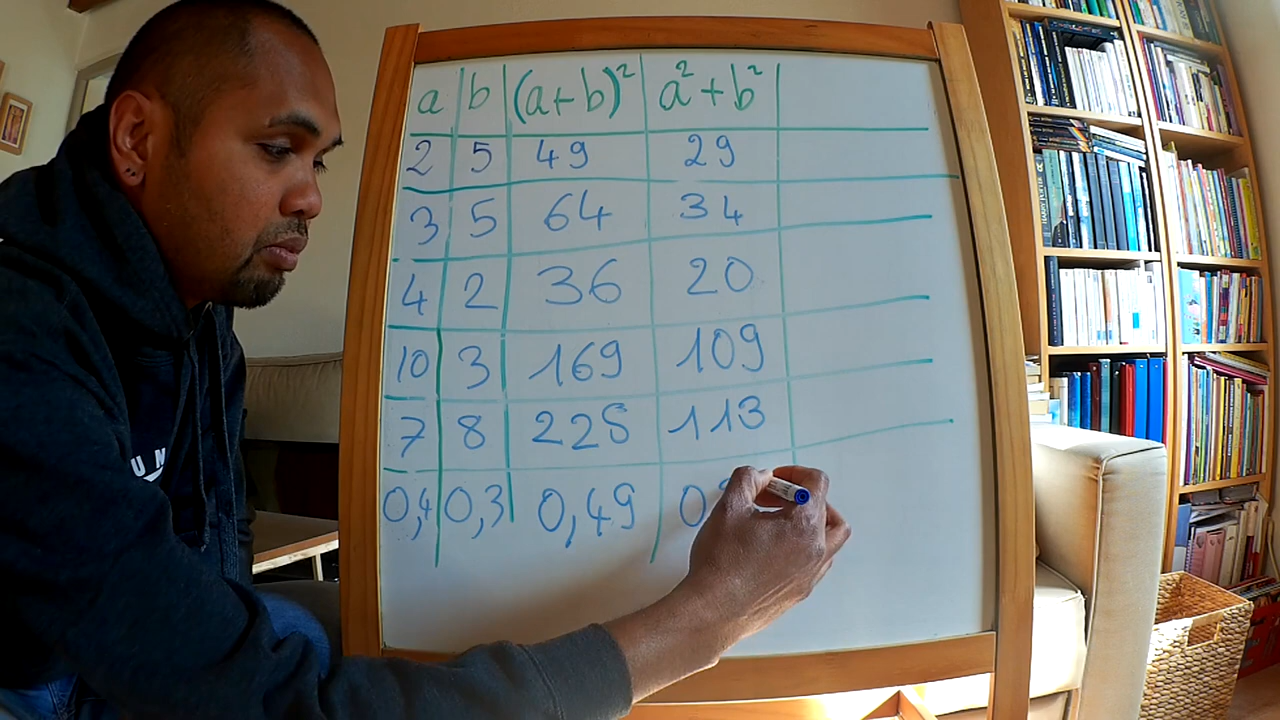 a b (a+b)² a²+b²
2 5 49 29
3 5 64 34
4 2 36 20
10 3 169 109
7 8 225 113
0,4 0,3 0,49
UN